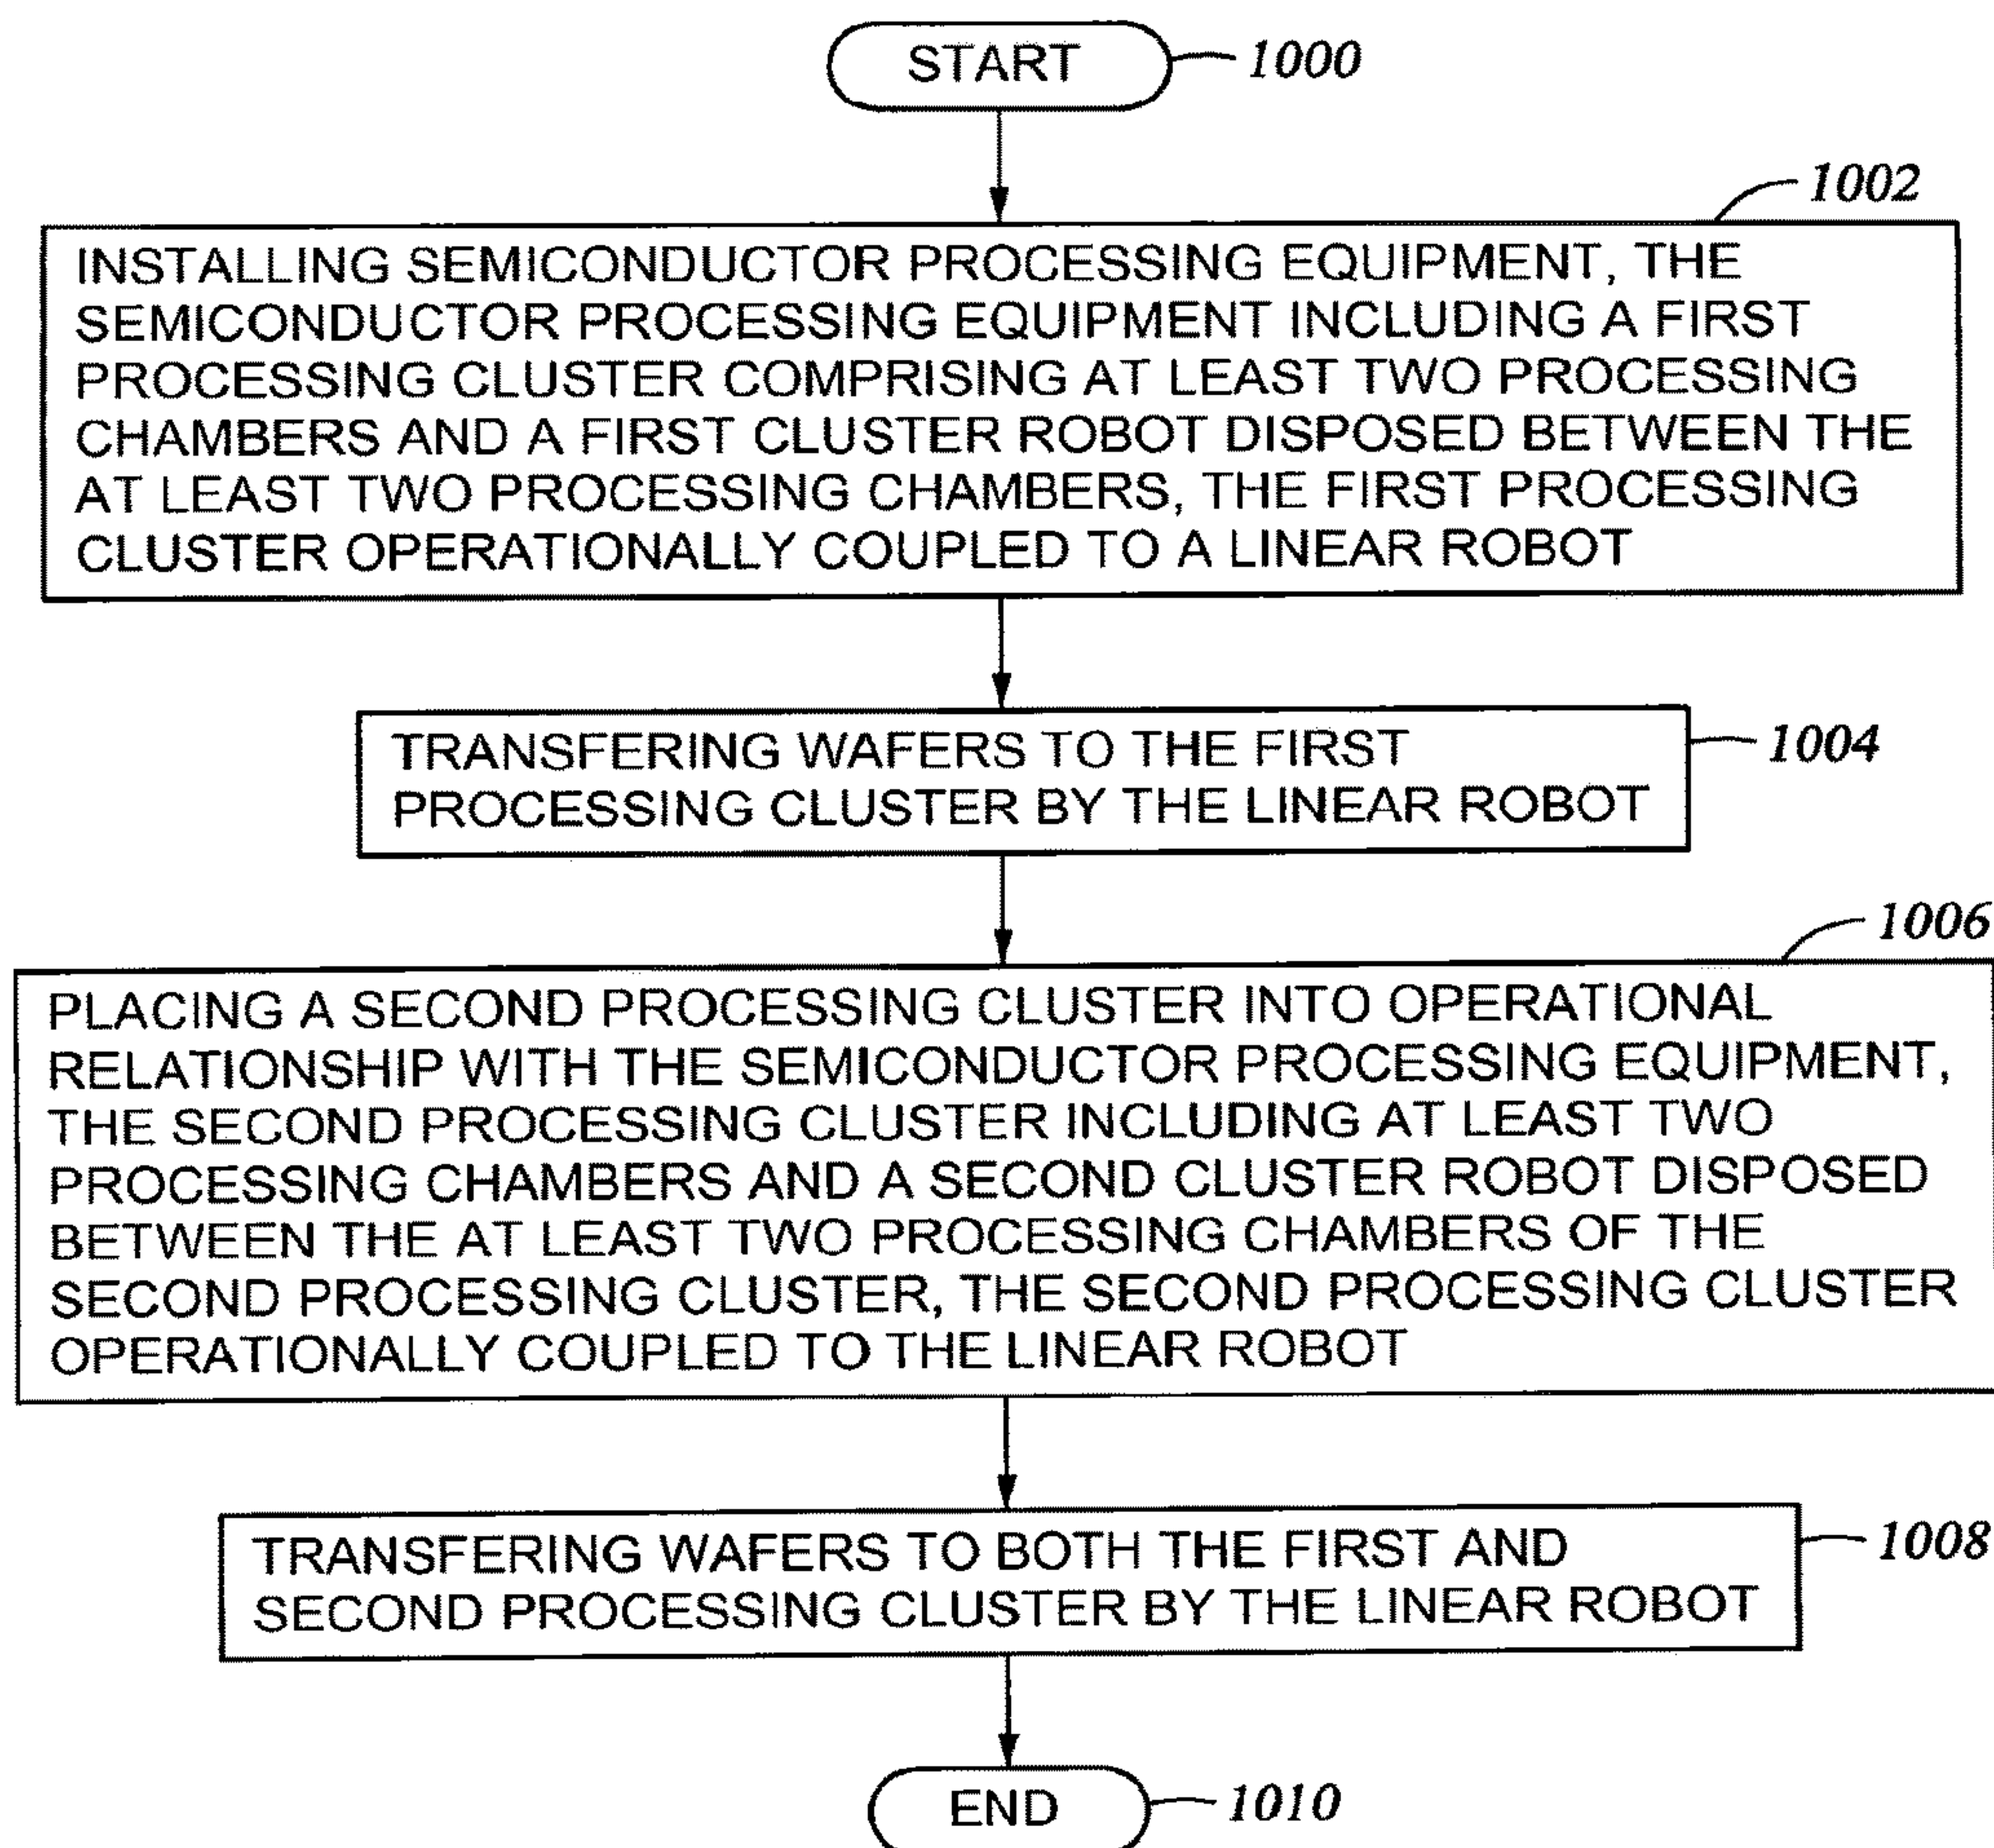 START
1000
1002
INSTALLING SEMICONDUCTOR PROCESSING EQUIPMENT, THE
SEMICONDUCTOR PROCESSING EQUIPMENT INCLUDING A FIRST
PROCESSING CLUSTER COMPRISING AT LEAST TWO PROCESSING
CHAMBERS AND A FIRST CLUSTER ROBOT DISPOSED BETWEEN THE
AT LEAST TWO PROCESSING CHAMBERS, THE FIRST PROCESSING
CLUSTER OPERATIONALLY COUPLED TO A LINEAR ROBOT
TRANSFERING WAFERS TO THE FIRST
PROCESSING CLUSTER BY THE LINEAR ROBOT
1004
1006
PLACING A SECOND PROCESSING CLUSTER INTO OPERATIONAL
RELATIONSHIP WITH THE SEMICONDUCTOR PROCESSING EQUIPMENT,
THE SECOND PROCESSING CLUSTER INCLUDING AT LEAST TWO
PROCESSING CHAMBERS AND A SECOND CLUSTER ROBOT DISPOSED
BETWEEN THE AT LEAST TWO PROCESSING CHAMBERS OF THE
SECOND PROCESSING CLUSTER, THE SECOND PROCESSING CLUSTER
OPERATIONALLY COUPLED TO THE LINEAR ROBOT
TRANSFERING WAFERS TO BOTH THE FIRST AND
SECOND PROCESSING CLUSTER BY THE LINEAR ROBOT
1008
END
1010